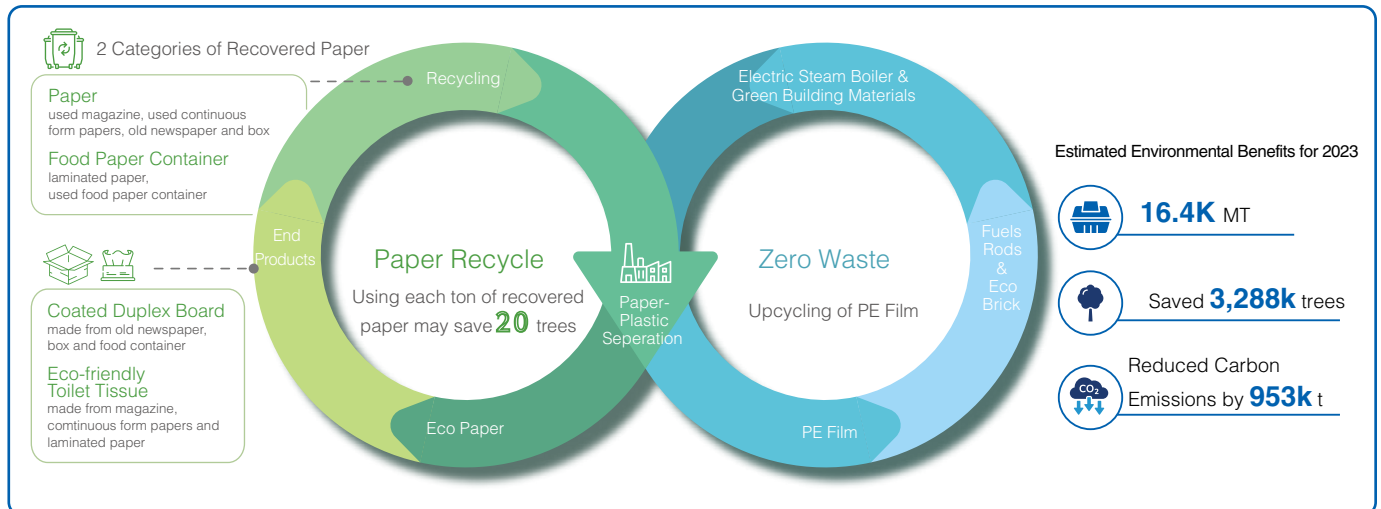 2 Categories of Recovered Paper
Paper
used magazine, used continuous
form papers, old newspaper and box
Food Paper Container
laminated paper,
used food paper container
Coated Duplex Board
made from old newspaper,
box and food container
Eco-friendly
Toilet Tissue
made from magazine,
continuous form papers and
laminated paper
Recycling
End
Products
Paper Recycle
Using each ton of recovered
paper may save 20 trees
Eco Paper
Paper-
Plastic
Seperation
Electric Steam Boiler &
Green Building Materials
Zero Waste
Upcycling of PE Film
Fuels
Rods
&
Eco
Brick
PE Film
Estimated Environmental Benefits for 2023
16.4K MT
Saved 3,288k trees
CO₂
Reduced Carbon
Emissions by 953k t